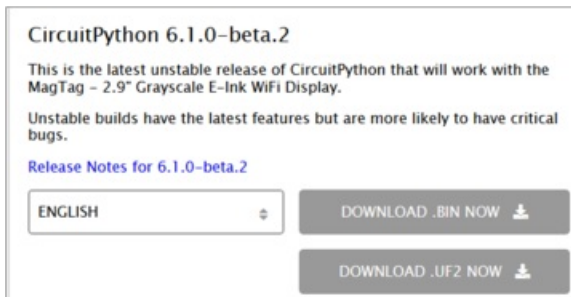 CircuitPython 6.1.0-beta.2
This is the latest unstable release of CircuitPython that will work with the
MagTag - 2.9" Grayscale E-Ink WiFi Display.
Unstable builds have the latest features but are more likely to have critical
bugs.
Release Notes for 6.1.0-beta.2
ENGLISH
DOWNLOAD .BIN NOW
DOWNLOAD .UF2 NOW